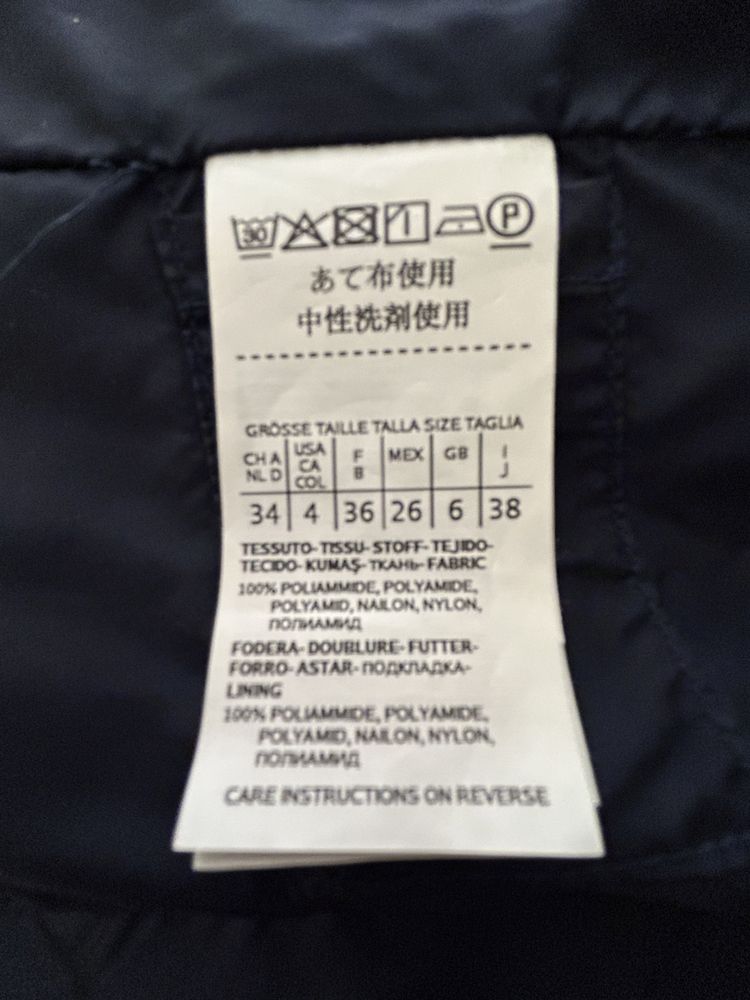 30 P
あて布使用
中性洗剤使用
GRÖSSE TAILLE TALLA SIZE TAGLIA
CH A NL D USA CA COL F B MEX GB I J
34 4 36 26 6 38
TESSUTO- TISSU- STOFF- TEJIDO-
TECIDO- KUMAŞ- ТКАНЬ- FABRIC
100% POLIAMMIDE, POLYAMIDE,
POLYAMID, NAILON, NYLON,
ПОЛИАМИД
FODERA- DOUBLURE- FUTTER-
FORRO- ASTAR- ПОДКЛАДКА-
LINING
100% POLIAMMIDE, POLYAMIDE,
POLYAMID, NAILON, NYLON,
ПОЛИАМИД
CARE INSTRUCTIONS ON REVERSE